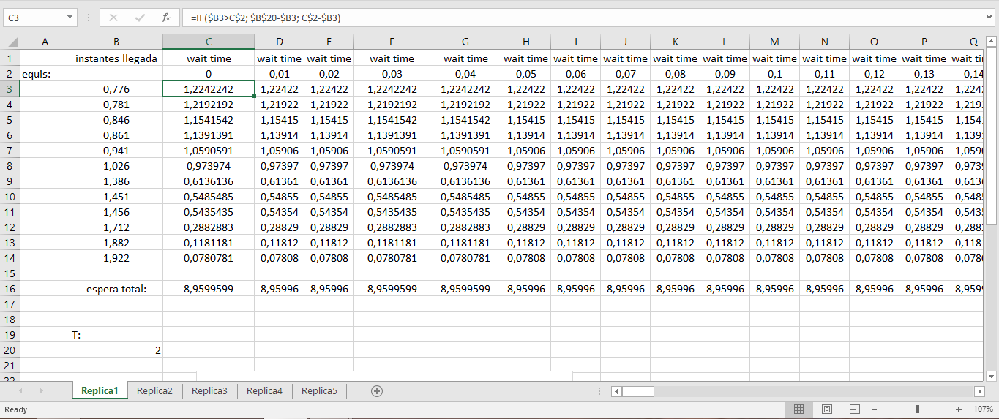 C3 fx =IF($B3>C$2; $B$20-$B3; C$2-$B3)
A B C D E F G H I J K L M N O P Q
1 instantes llegada wait time wait time wait time wait time wait time wait time wait time wait time wait time wait time wait time wait time wait time wait time
2 equis: 0 0,01 0,02 0,03 0,04 0,05 0,06 0,07 0,08 0,09 0,1 0,11 0,12 0,13 0,14
3 0,776 1,2242242 1,22422 1,22422 1,2242242 1,2242242 1,22422 1,22422 1,22422 1,22422 1,22422 1,22422 1,22422 1,22422 1,22422
4 0,781 1,2192192 1,21922 1,21922 1,2192192 1,2192192 1,21922 1,21922 1,21922 1,21922 1,21922 1,21922 1,21922 1,21922 1,21922
5 0,846 1,1541542 1,15415 1,15415 1,1541542 1,1541542 1,15415 1,15415 1,15415 1,15415 1,15415 1,15415 1,15415 1,15415 1,15415
6 0,861 1,1391391 1,13914 1,13914 1,1391391 1,1391391 1,13914 1,13914 1,13914 1,13914 1,13914 1,13914 1,13914 1,13914 1,13914
7 0,941 1,0590591 1,05906 1,05906 1,0590591 1,0590591 1,05906 1,05906 1,05906 1,05906 1,05906 1,05906 1,05906 1,05906 1,05906
8 1,026 0,973974 0,97397 0,97397 0,973974 0,973974 0,97397 0,97397 0,97397 0,97397 0,97397 0,97397 0,97397 0,97397 0,97397
9 1,386 0,6136136 0,61361 0,61361 0,6136136 0,6136136 0,61361 0,61361 0,61361 0,61361 0,61361 0,61361 0,61361 0,61361 0,61361
10 1,451 0,5485485 0,54855 0,54855 0,5485485 0,5485485 0,54855 0,54855 0,54855 0,54855 0,54855 0,54855 0,54855 0,54855 0,54855
11 1,456 0,5435435 0,54354 0,54354 0,5435435 0,5435435 0,54354 0,54354 0,54354 0,54354 0,54354 0,54354 0,54354 0,54354 0,54354
12 1,712 0,2882883 0,28829 0,28829 0,2882883 0,2882883 0,28829 0,28829 0,28829 0,28829 0,28829 0,28829 0,28829 0,28829 0,28829
13 1,882 0,1181181 0,11812 0,11812 0,1181181 0,1181181 0,11812 0,11812 0,11812 0,11812 0,11812 0,11812 0,11812 0,11812 0,11812
14 1,922 0,0780781 0,07808 0,07808 0,0780781 0,0780781 0,07808 0,07808 0,07808 0,07808 0,07808 0,07808 0,07808 0,07808 0,07808
15
16 espera total: 8,9599599 8,95996 8,95996 8,9599599 8,9599599 8,95996 8,95996 8,95996 8,95996 8,95996 8,95996 8,95996 8,95996 8,95996
17
18
19 T:
20 2
21
Replica1 Replica2 Replica3 Replica4 Replica5
Ready 107%